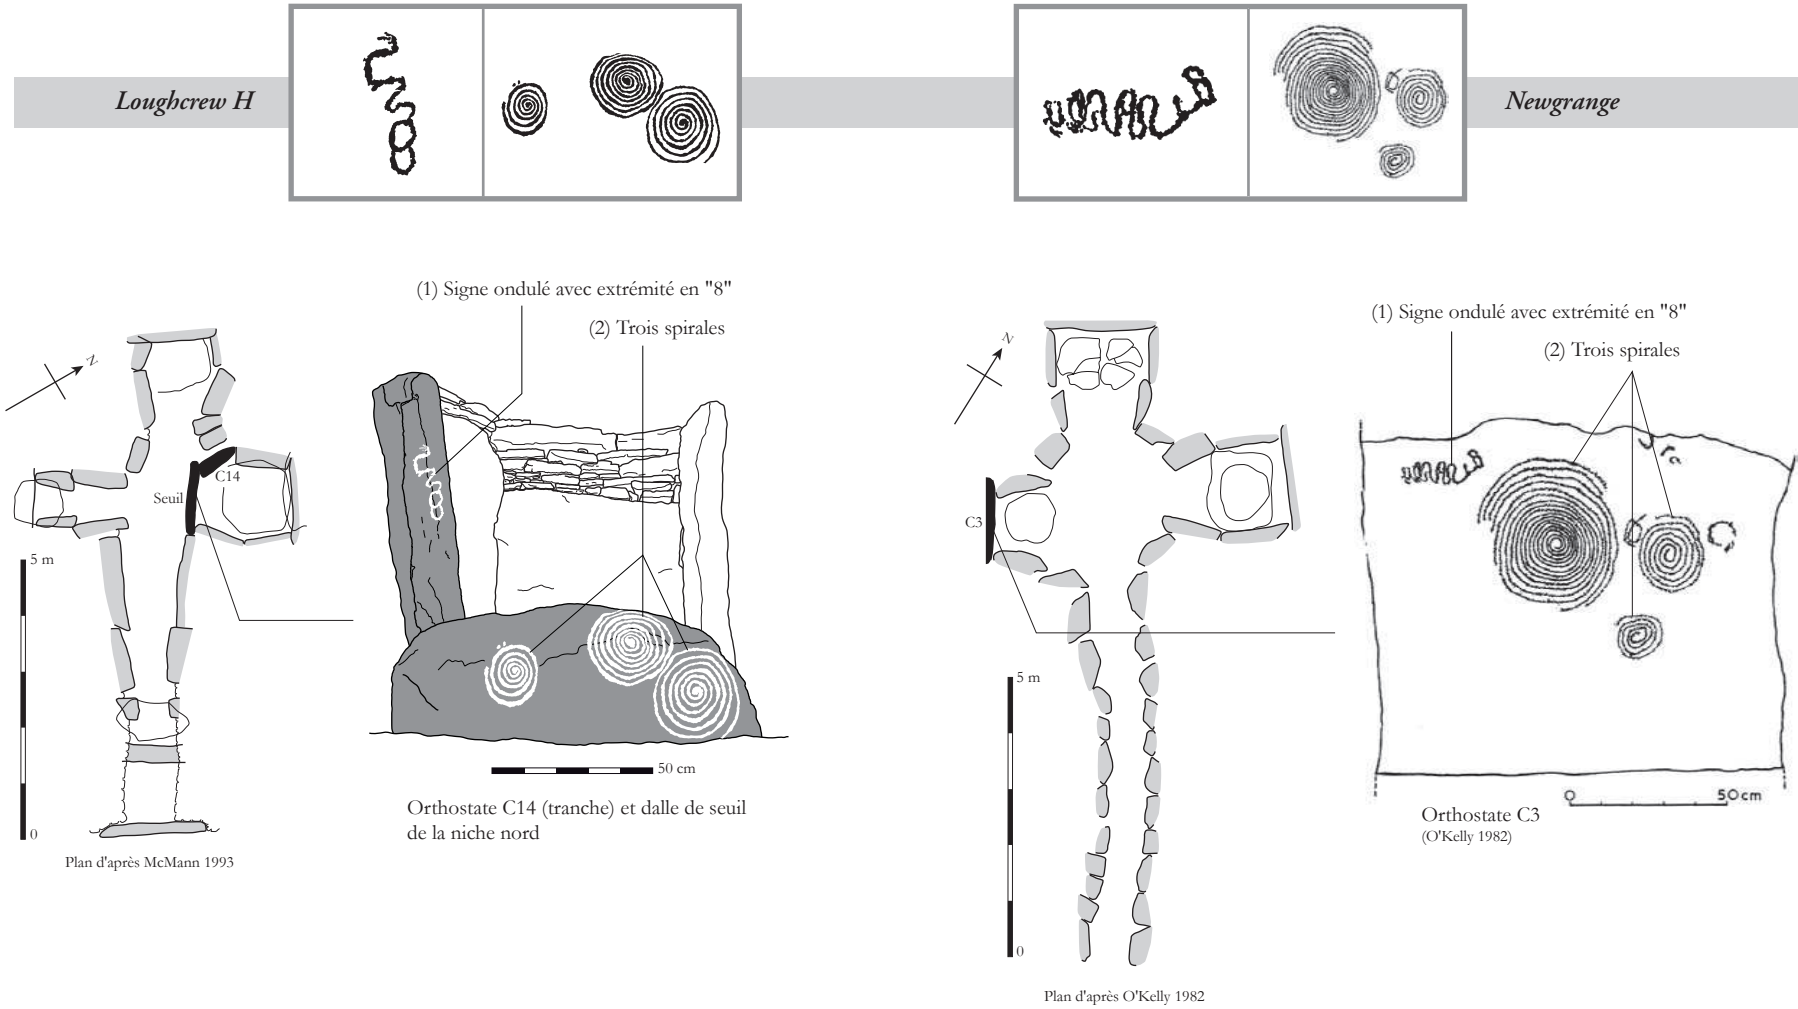 Loughcrew H
Newgrange
(1) Signe ondulé avec extrémité en "8"
(2) Trois spirales
N
C14
Seuil
5 m
0
Plan d'après McMann 1993
50 cm
Orthostate C14 (tranche) et dalle de seuil
de la niche nord
(1) Signe ondulé avec extrémité en "8"
(2) Trois spirales
N
C3
5 m
0
Plan d'après O'Kelly 1982
0 50cm
Orthostate C3
(O'Kelly 1982)